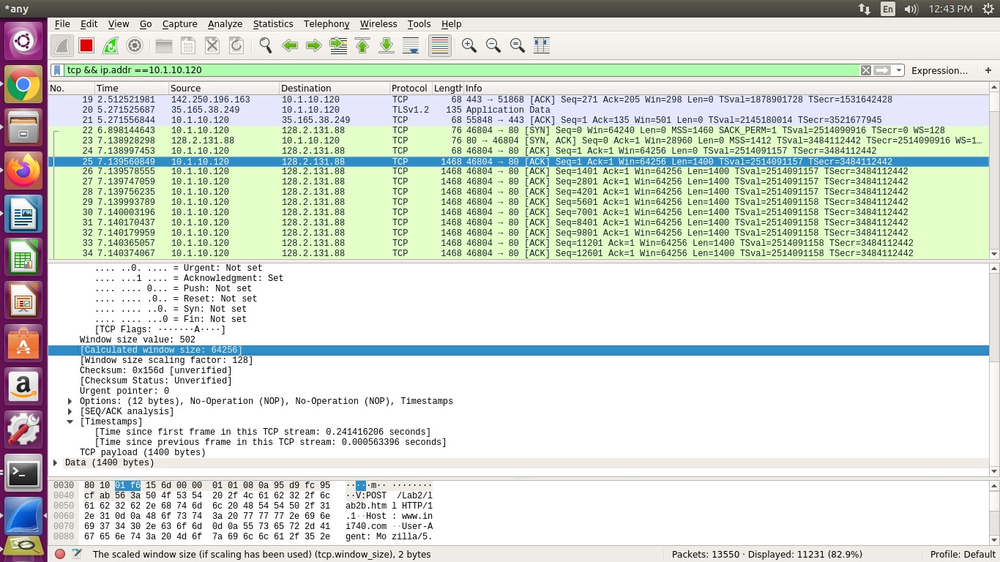 *any
En
12:43 PM
File Edit View Go Capture Analyze Statistics Telephony Wireless Tools Help
tcp && ip.addr ==10.1.10.120
Expression…
+
No. Time Source Destination Protocol Length Info
19 2.512521981 142.250.196.163 10.1.10.120 TCP 68 443 → 51868 [ACK] Seq=271 Ack=205 Win=298 Len=0 TSval=1878901728 TSecr=1531642428
20 5.271525687 35.165.38.249 10.1.10.120 TLSv1.2 135 Application Data
21 5.271556844 10.1.10.120 35.165.38.249 TCP 68 55848 → 443 [ACK] Seq=1 Ack=135 Win=501 Len=0 TSval=2145180014 TSecr=3521677945
22 6.898144643 10.1.10.120 128.2.131.88 TCP 76 46804 → 80 [SYN] Seq=0 Win=64240 Len=0 MSS=1460 SACK_PERM=1 TSval=2514090916 TSecr=0 WS=128
23 7.138928298 128.2.131.88 10.1.10.120 TCP 76 80 → 46804 [SYN, ACK] Seq=0 Ack=1 Win=28960 Len=0 MSS=1412 TSval=3484112442 TSecr=2514090916 WS=1…
24 7.138997453 10.1.10.120 128.2.131.88 TCP 68 46804 → 80 [ACK] Seq=1 Ack=1 Win=64256 Len=0 TSval=2514091157 TSecr=3484112442
25 7.139560849 10.1.10.120 128.2.131.88 TCP 1468 46804 → 80 [ACK] Seq=1 Ack=1 Win=64256 Len=1400 TSval=2514091157 TSecr=3484112442
26 7.139578555 10.1.10.120 128.2.131.88 TCP 1468 46804 → 80 [ACK] Seq=1401 Ack=1 Win=64256 Len=1400 TSval=2514091157 TSecr=3484112442
27 7.139747059 10.1.10.120 128.2.131.88 TCP 1468 46804 → 80 [ACK] Seq=2801 Ack=1 Win=64256 Len=1400 TSval=2514091157 TSecr=3484112442
28 7.139756235 10.1.10.120 128.2.131.88 TCP 1468 46804 → 80 [ACK] Seq=4201 Ack=1 Win=64256 Len=1400 TSval=2514091157 TSecr=3484112442
29 7.139993789 10.1.10.120 128.2.131.88 TCP 1468 46804 → 80 [ACK] Seq=5601 Ack=1 Win=64256 Len=1400 TSval=2514091158 TSecr=3484112442
30 7.140003196 10.1.10.120 128.2.131.88 TCP 1468 46804 → 80 [ACK] Seq=7001 Ack=1 Win=64256 Len=1400 TSval=2514091158 TSecr=3484112442
31 7.140170437 10.1.10.120 128.2.131.88 TCP 1468 46804 → 80 [ACK] Seq=8401 Ack=1 Win=64256 Len=1400 TSval=2514091158 TSecr=3484112442
32 7.140179959 10.1.10.120 128.2.131.88 TCP 1468 46804 → 80 [ACK] Seq=9801 Ack=1 Win=64256 Len=1400 TSval=2514091158 TSecr=3484112442
33 7.140365057 10.1.10.120 128.2.131.88 TCP 1468 46804 → 80 [ACK] Seq=11201 Ack=1 Win=64256 Len=1400 TSval=2514091158 TSecr=3484112442
34 7.140374067 10.1.10.120 128.2.131.88 TCP 1468 46804 → 80 [ACK] Seq=12601 Ack=1 Win=64256 Len=1400 TSval=2514091158 TSecr=3484112442
.... ..0. .... = Urgent: Not set
.... ...1 .... = Acknowledgment: Set
.... .... 0... = Push: Not set
.... .... .0.. = Reset: Not set
.... .... ..0. = Syn: Not set
.... .... ...0 = Fin: Not set
[TCP Flags: ·······A····]
Window size value: 502
[Calculated window size: 64256]
[Window size scaling factor: 128]
Checksum: 0x156d [unverified]
[Checksum Status: Unverified]
Urgent pointer: 0
Options: (12 bytes), No-Operation (NOP), No-Operation (NOP), Timestamps
[SEQ/ACK analysis]
[Timestamps]
[Time since first frame in this TCP stream: 0.241416206 seconds]
[Time since previous frame in this TCP stream: 0.000563396 seconds]
TCP payload (1400 bytes)
Data (1400 bytes)
0030 80 10 01 f6 15 6d 00 00 01 01 08 0a 95 d9 fc 95 ·····m·· ········
0040 cf ab 56 3a 50 4f 53 54 20 2f 4c 61 62 32 2f 6c ··V:POST /Lab2/l
0050 61 62 32 62 2e 68 74 6d 6c 20 48 54 54 50 2f 31 ab2b.htm l HTTP/1
0060 2e 31 0d 0a 48 6f 73 74 3a 20 77 77 77 2e 69 6e .1··Host : www.in
0070 69 37 34 30 2e 63 6f 6d 0d 0a 55 73 65 72 2d 41 i740.com ··User-A
0080 67 65 6e 74 3a 20 4d 6f 7a 69 6c 6c 61 2f 35 2e gent: Mo zilla/5.
The scaled window size (if scaling has been used) (tcp.window_size), 2 bytes
Packets: 13550 · Displayed: 11231 (82.9%)
Profile: Default